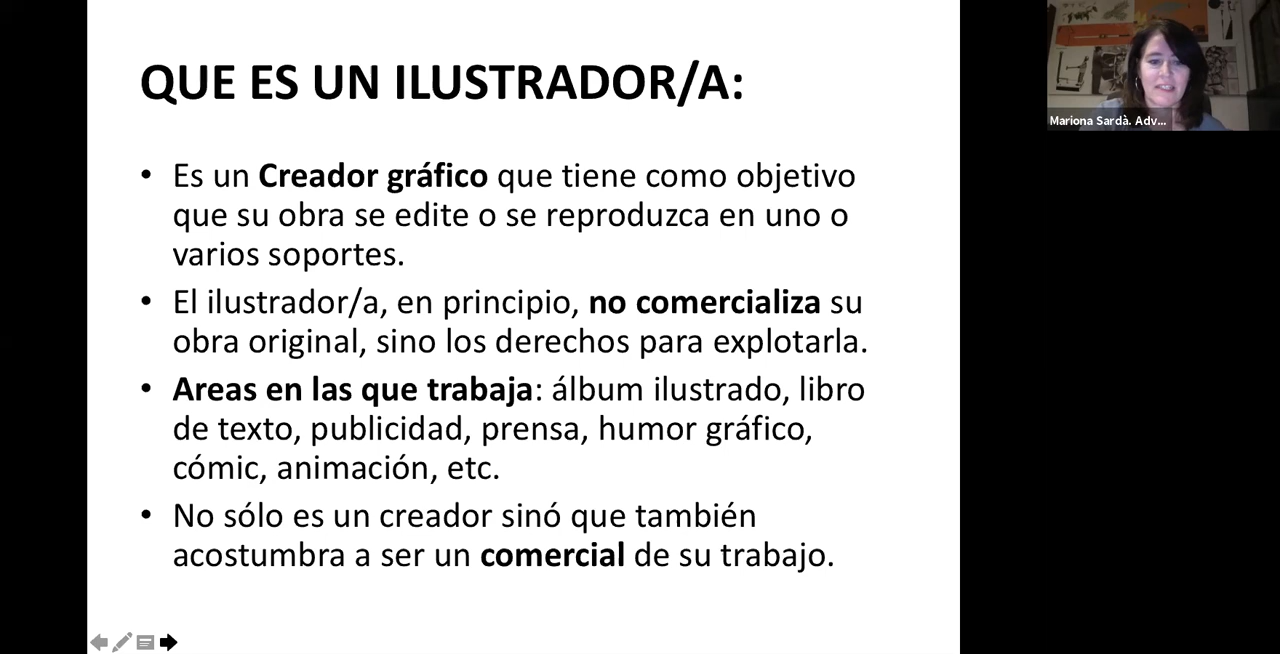 QUE ES UN ILUSTRADOR/A:
• Es un Creador gráfico que tiene como objetivo
que su obra se edite o se reproduzca en uno o
varios soportes.
• El ilustrador/a, en principio, no comercializa su
obra original, sino los derechos para explotarla.
• Areas en las que trabaja: álbum ilustrado, libro
de texto, publicidad, prensa, humor gráfico,
cómic, animación, etc.
• No sólo es un creador sinó que también
acostumbra a ser un comercial de su trabajo.
Mariona Sardà. Adv...